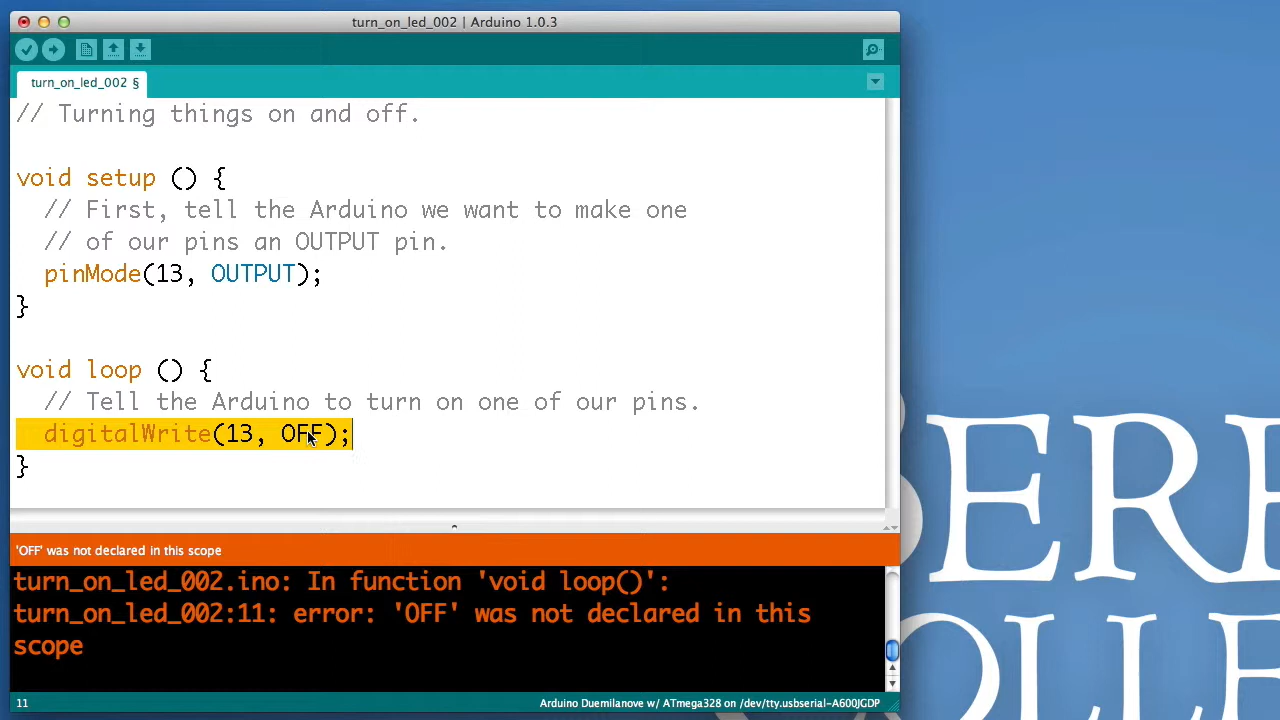 turn_on_led_002 | Arduino 1.0.3
turn_on_led_002 §
// Turning things on and off.
void setup () {
// First, tell the Arduino we want to make one
// of our pins an OUTPUT pin.
pinMode(13, OUTPUT);
}
void loop () {
// Tell the Arduino to turn on one of our pins.
digitalWrite(13, OFF);
}
'OFF' was not declared in this scope
turn_on_led_002.ino: In function 'void loop()':
turn_on_led_002:11: error: 'OFF' was not declared in this
scope
11
Arduino Duemilanove w/ ATmega328 on /dev/tty.usbserial-A600JGDP